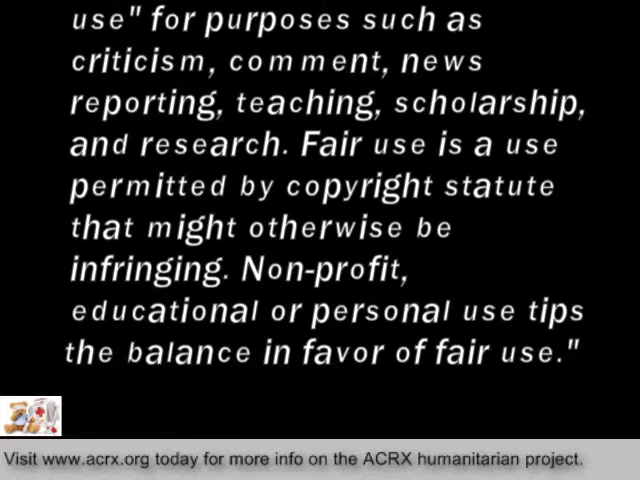 use" for purposes such as
criticism, comment, news
reporting, teaching, scholarship,
and research. Fair use is a use
permitted by copyright statute
that might otherwise be
infringing. Non-profit,
educational or personal use tips
the balance in favor of fair use."
Visit www.acrx.org today for more info on the ACRX humanitarian project.